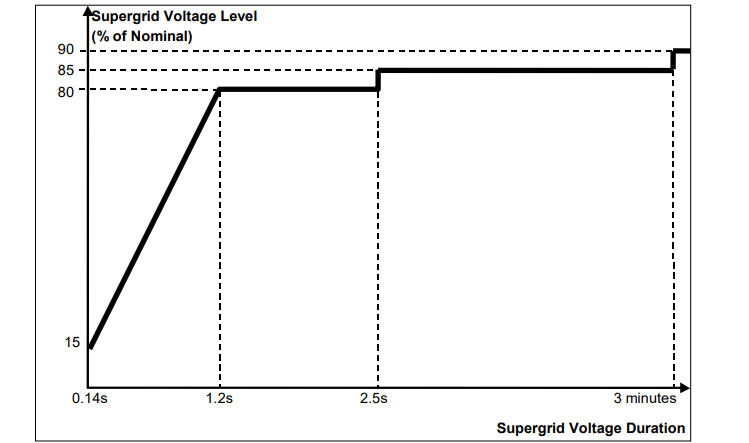 Supergrid Voltage Level
(% of Nominal)
90
85
80
15
0.14s 1.2s 2.5s 3 minutes
Supergrid Voltage Duration